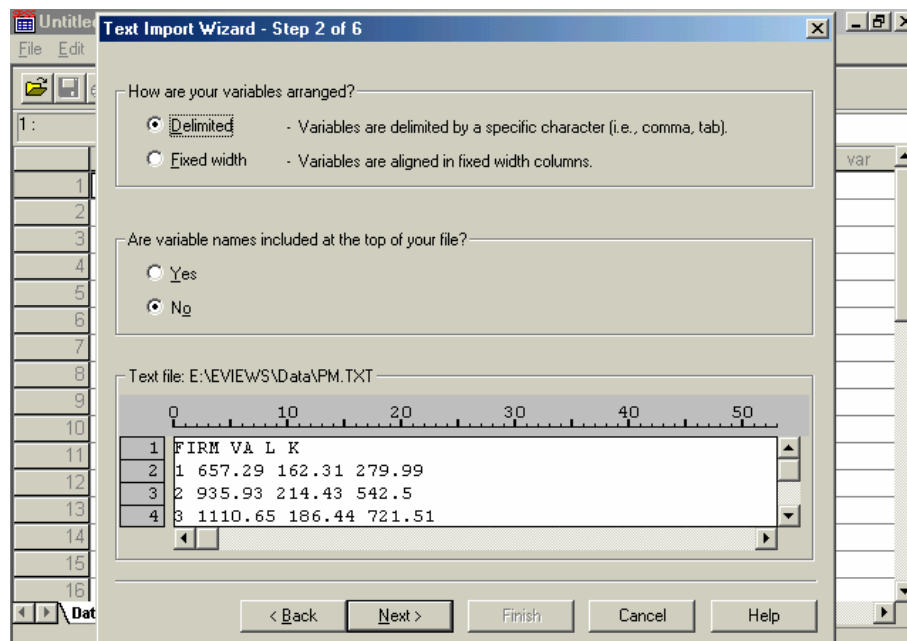 Untitle
Text Import Wizard - Step 2 of 6
File Edit
1 :
var
How are your variables arranged?
Delimited - Variables are delimited by a specific character (i.e., comma, tab).
Fixed width - Variables are aligned in fixed width columns.
Are variable names included at the top of your file?
Yes
No
Text file: E:\EVIEWS\Data\PM.TXT
0 10 20 30 40 50
1 FIRM VA L K
2 1 657.29 162.31 279.99
3 2 935.93 214.43 542.5
4 3 1110.65 186.44 721.51
1
2
3
4
5
6
7
8
9
10
11
12
13
14
15
16
Dat
< Back Next > Finish Cancel Help